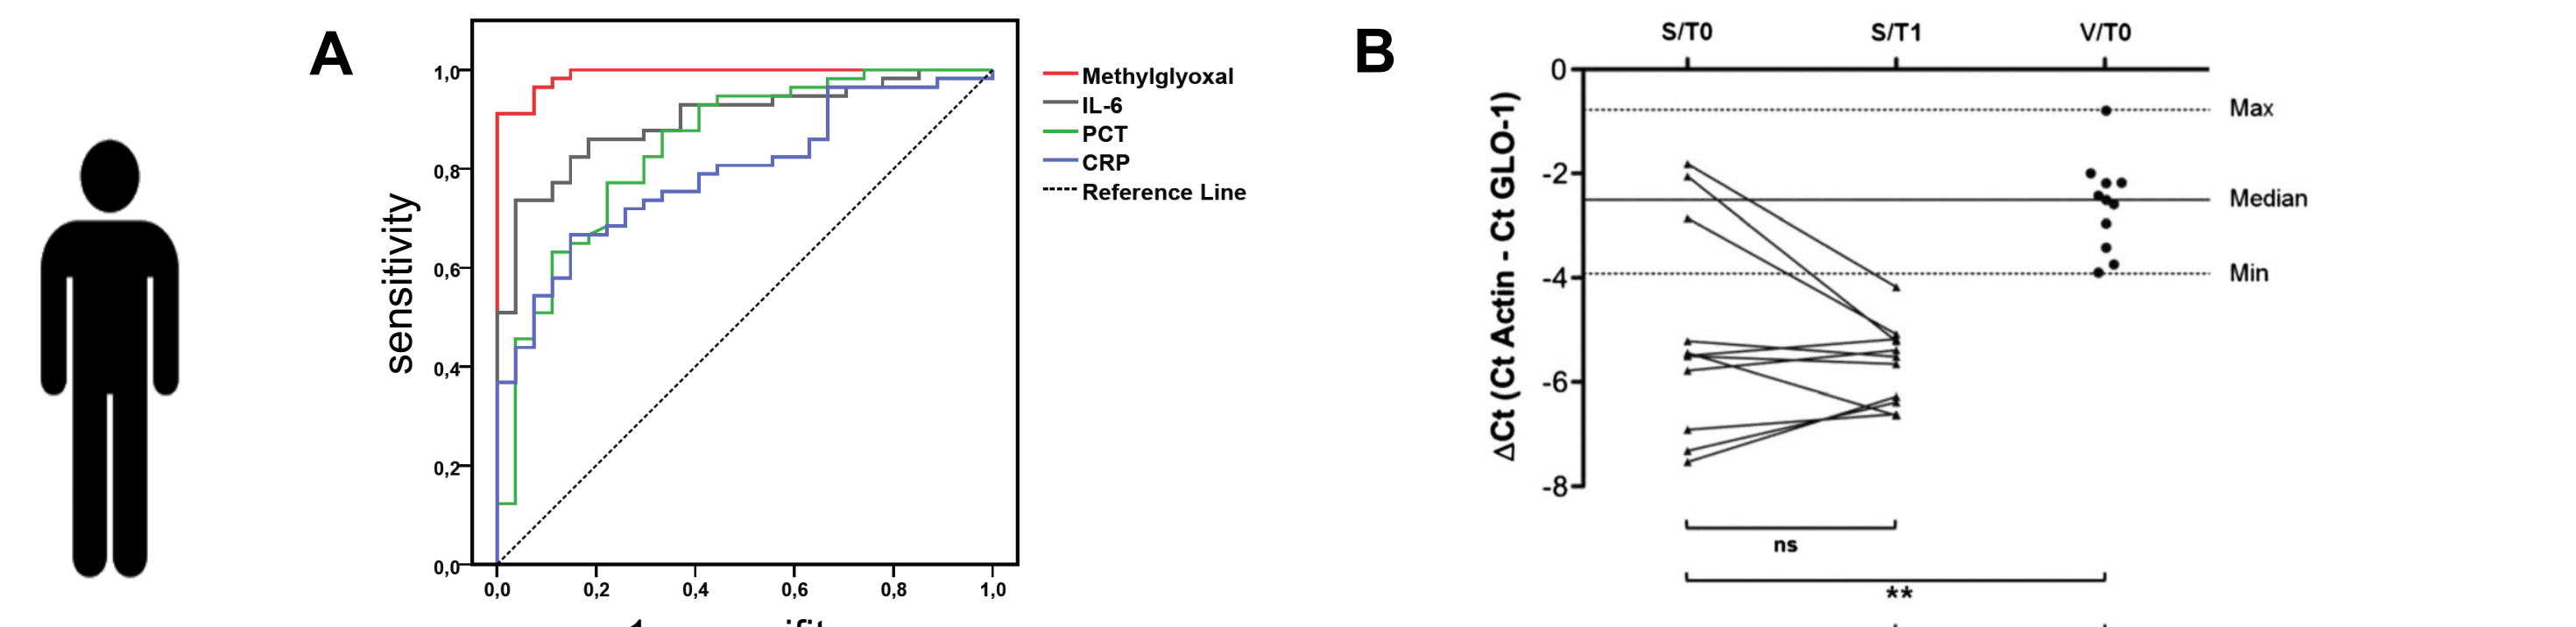 A
sensitivity
1,0
0,8
0,6
0,4
0,2
0,0
0,0 0,2 0,4 0,6 0,8 1,0
Methylglyoxal
IL-6
PCT
CRP
Reference Line
B
S/T0 S/T1 V/T0
ΔCt (Ct Actin - Ct GLO-1)
0
-2
-4
-6
-8
Max
Median
Min
ns
**